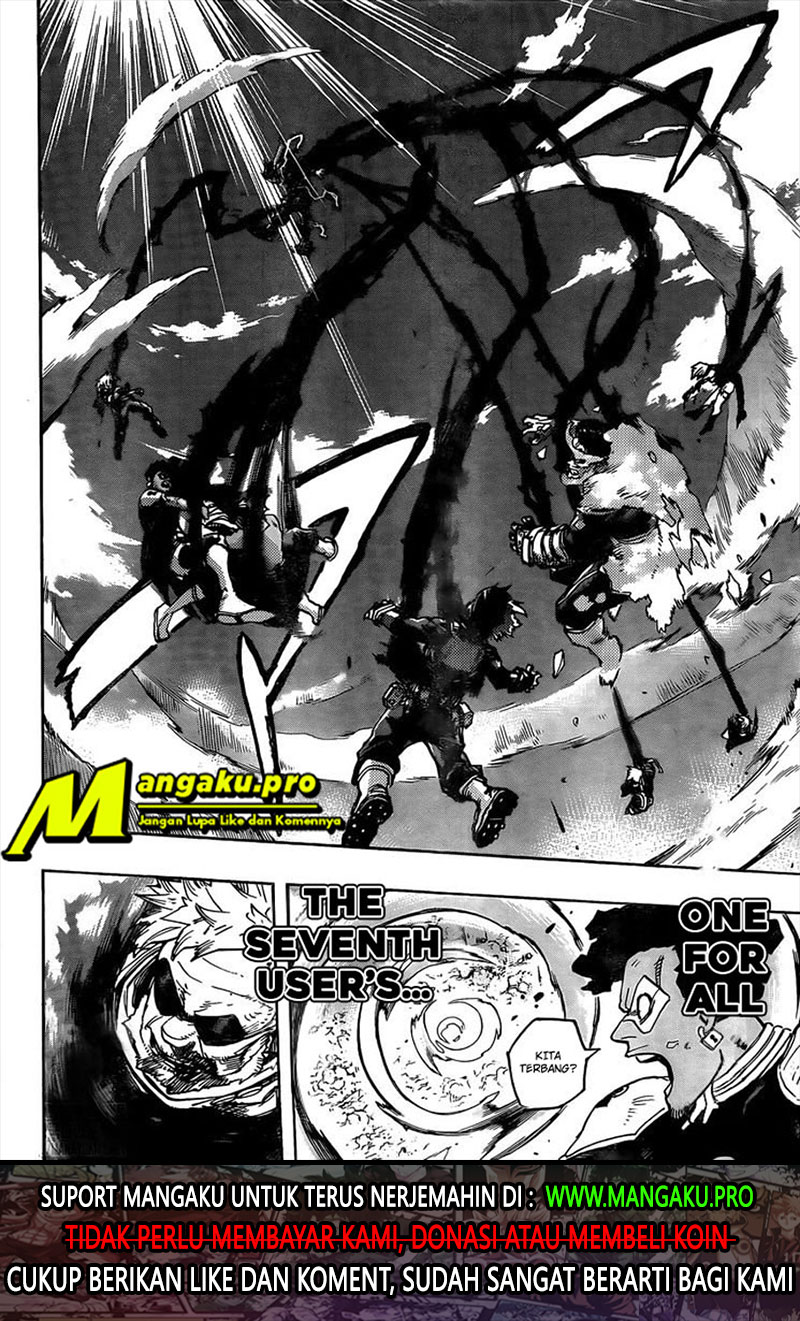 Mangaku.pro
Jangan Lupa Like dan Komennya
ONE
FOR
ALL
KITA
TERBANG?
THE
SEVENTH
USER'S...
SUPORT MANGAKU UNTUK TERUS NERJEMAHIN DI : WWW.MANGAKU.PRO
TIDAK PERLU MEMBAYAR KAMI, DONASI ATAU MEMBELI KOIN
CUKUP BERIKAN LIKE DAN KOMENT, SUDAH SANGAT BERARTI BAGI KAMI